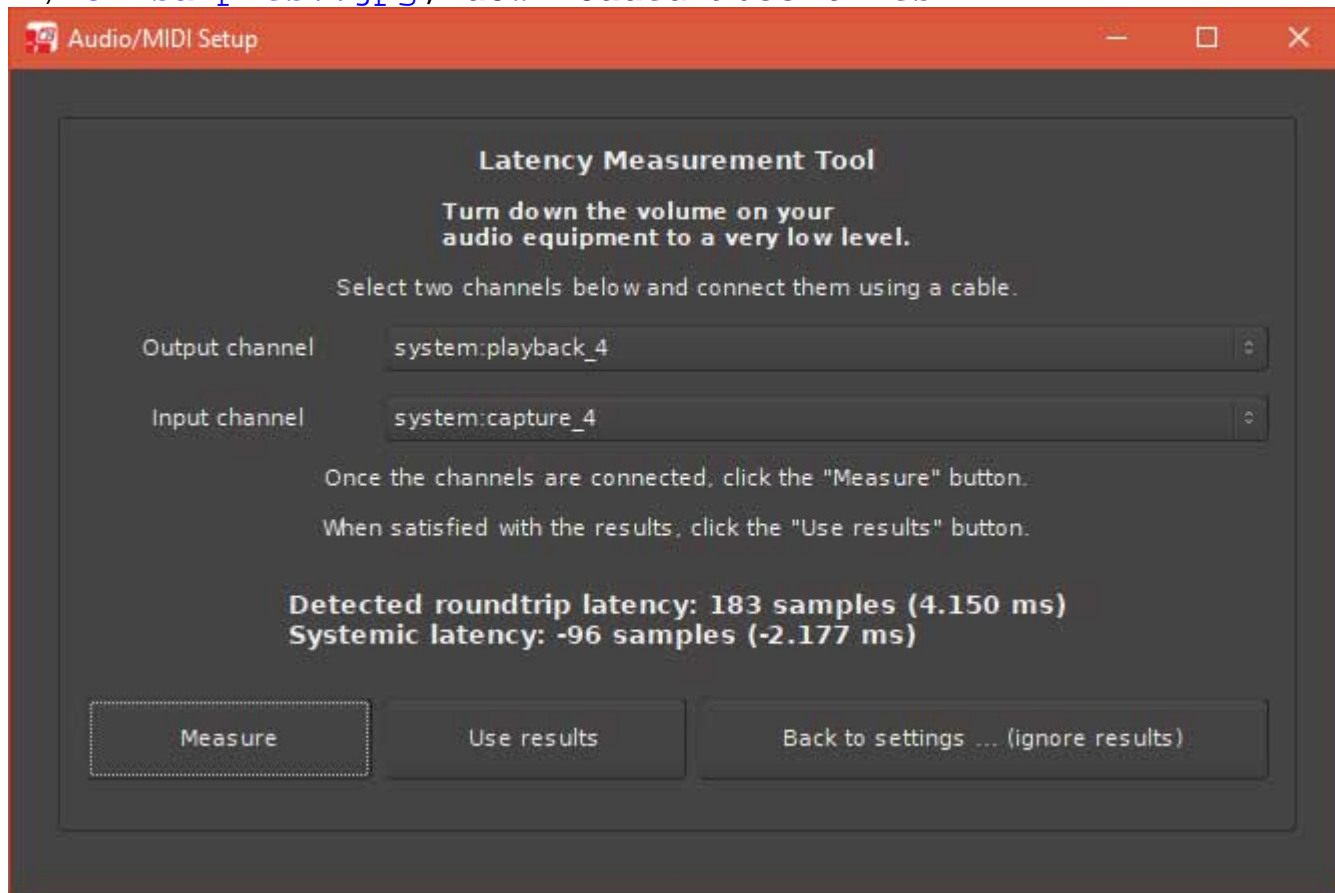 Audio/MIDI Setup
Latency Measurement Tool
Turn down the volume on your
audio equipment to a very low level.
Select two channels below and connect them using a cable.
Output channel system:playback_4
Input channel system:capture_4
Once the channels are connected, click the "Measure" button.
When satisfied with the results, click the "Use results" button.
Detected roundtrip latency: 183 samples (4.150 ms)
Systemic latency: -96 samples (-2.177 ms)
Measure Use results Back to settings ... (ignore results)